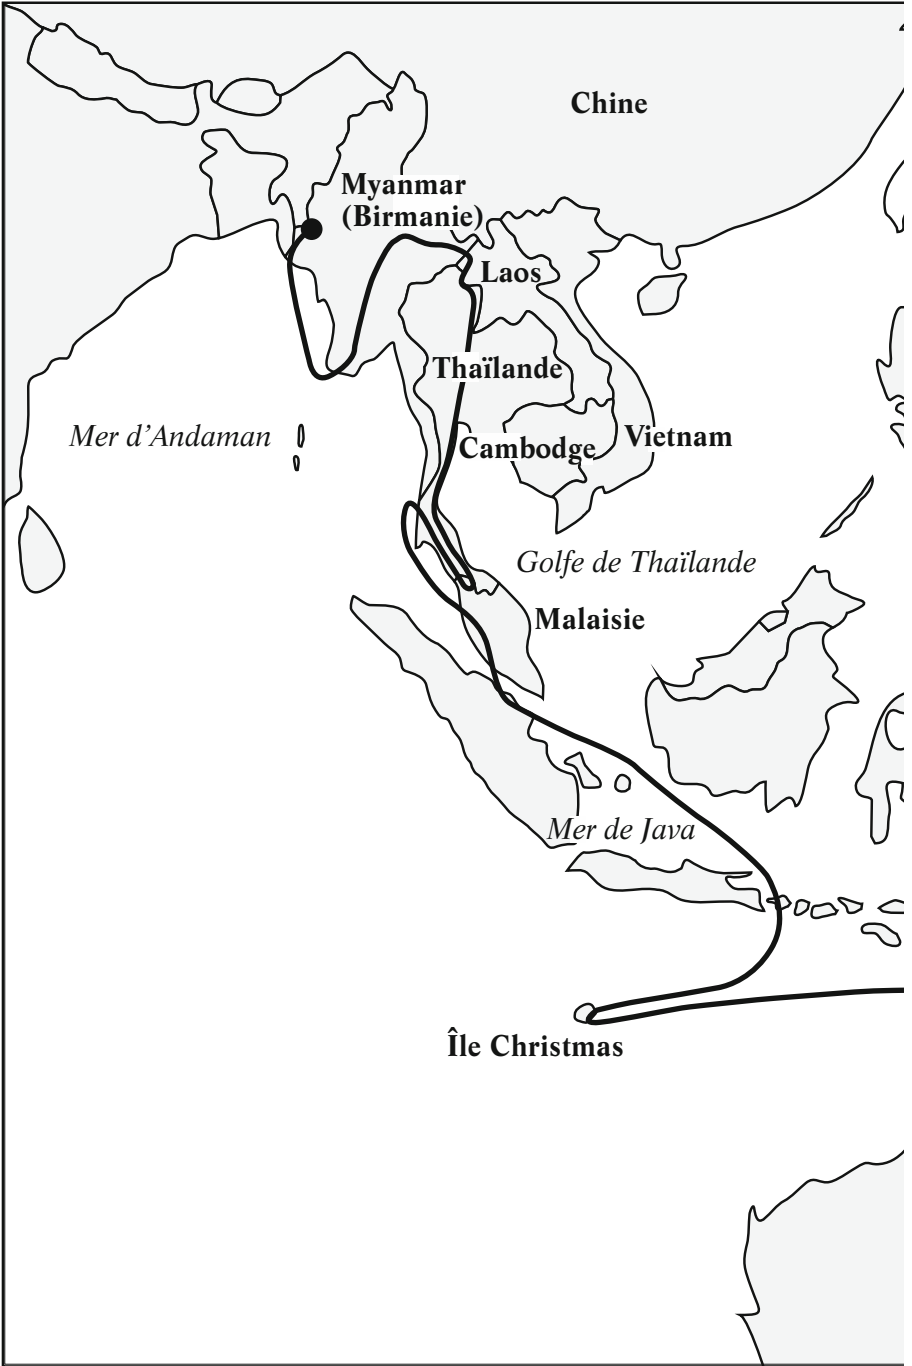 Chine
Myanmar
(Birmanie)
Laos
Thaïlande
Mer d’Andaman
Cambodge
Vietnam
Golfe de Thaïlande
Malaisie
Mer de Java
Île Christmas